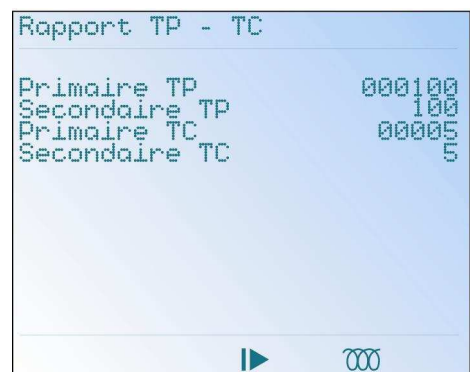 Rapport TP - TC
Primaire TP 000100
Secondaire TP 100
Primaire TC 00005
Secondaire TC 5